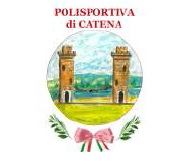 POLISPORTIVA
di CATENA